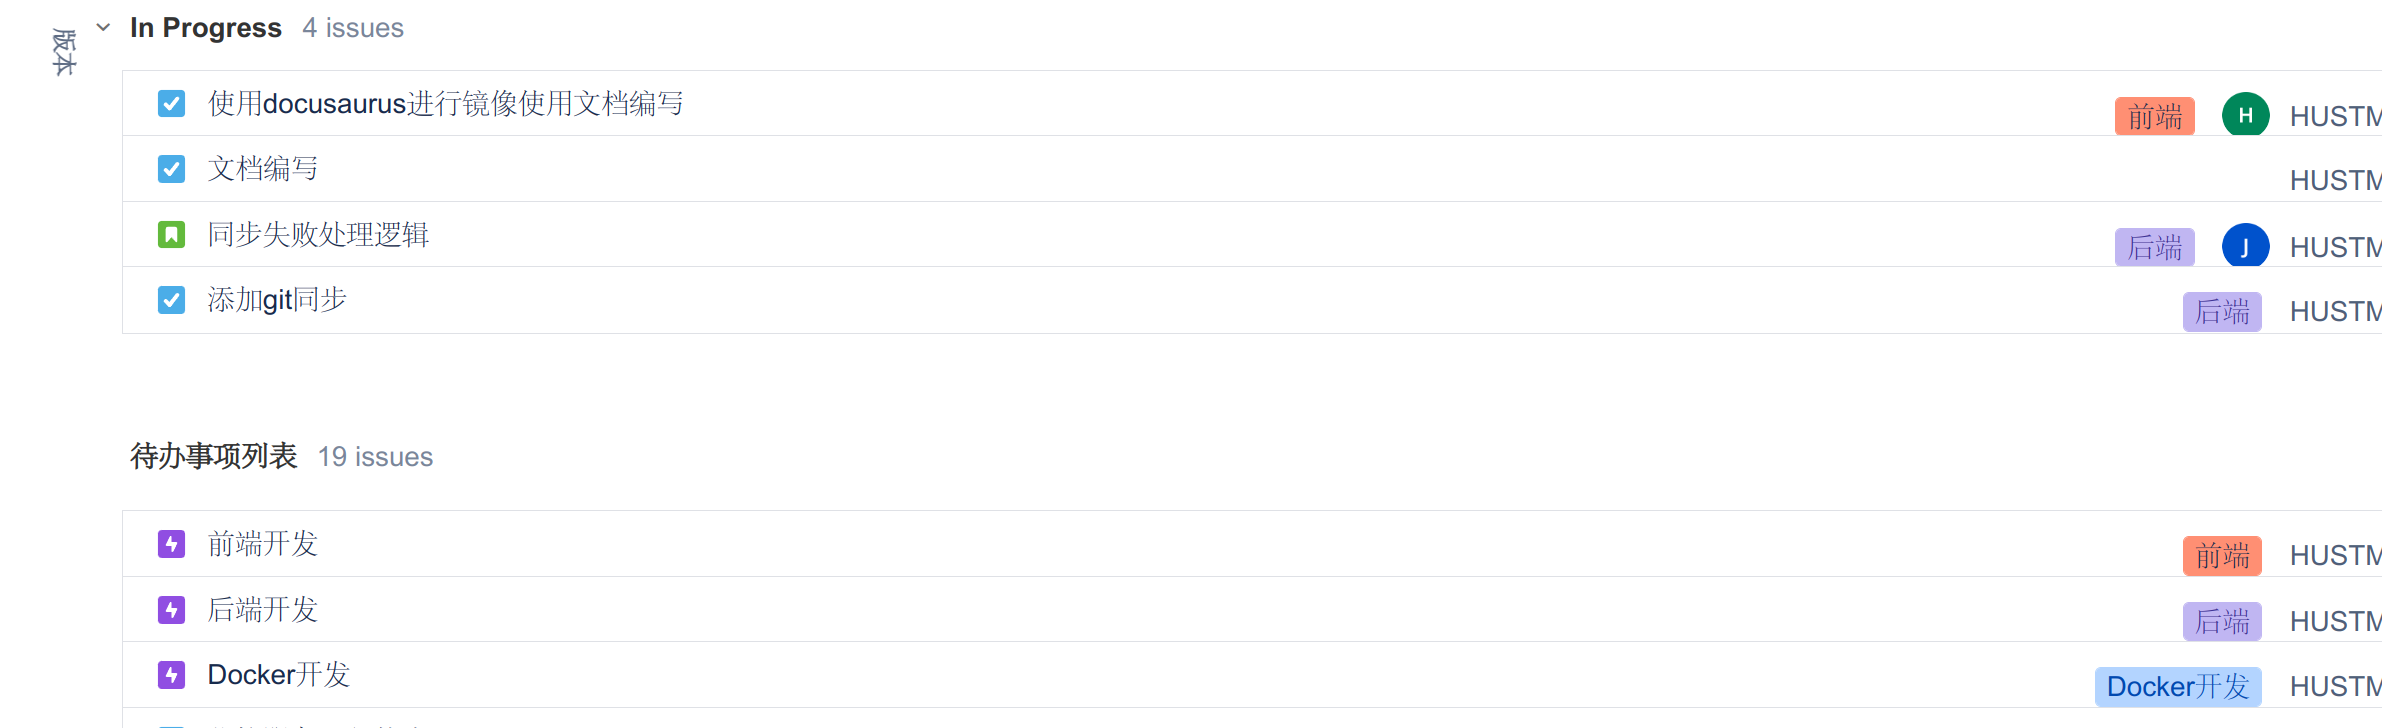 版本
In Progress 4 issues
使用docusaurus进行镜像使用文档编写 前端 H HUSTM
文档编写 HUSTM
同步失败处理逻辑 后端 J HUSTM
添加git同步 后端 HUSTM
待办事项列表 19 issues
前端开发 前端 HUSTM
后端开发 后端 HUSTM
Docker开发 Docker开发 HUSTM